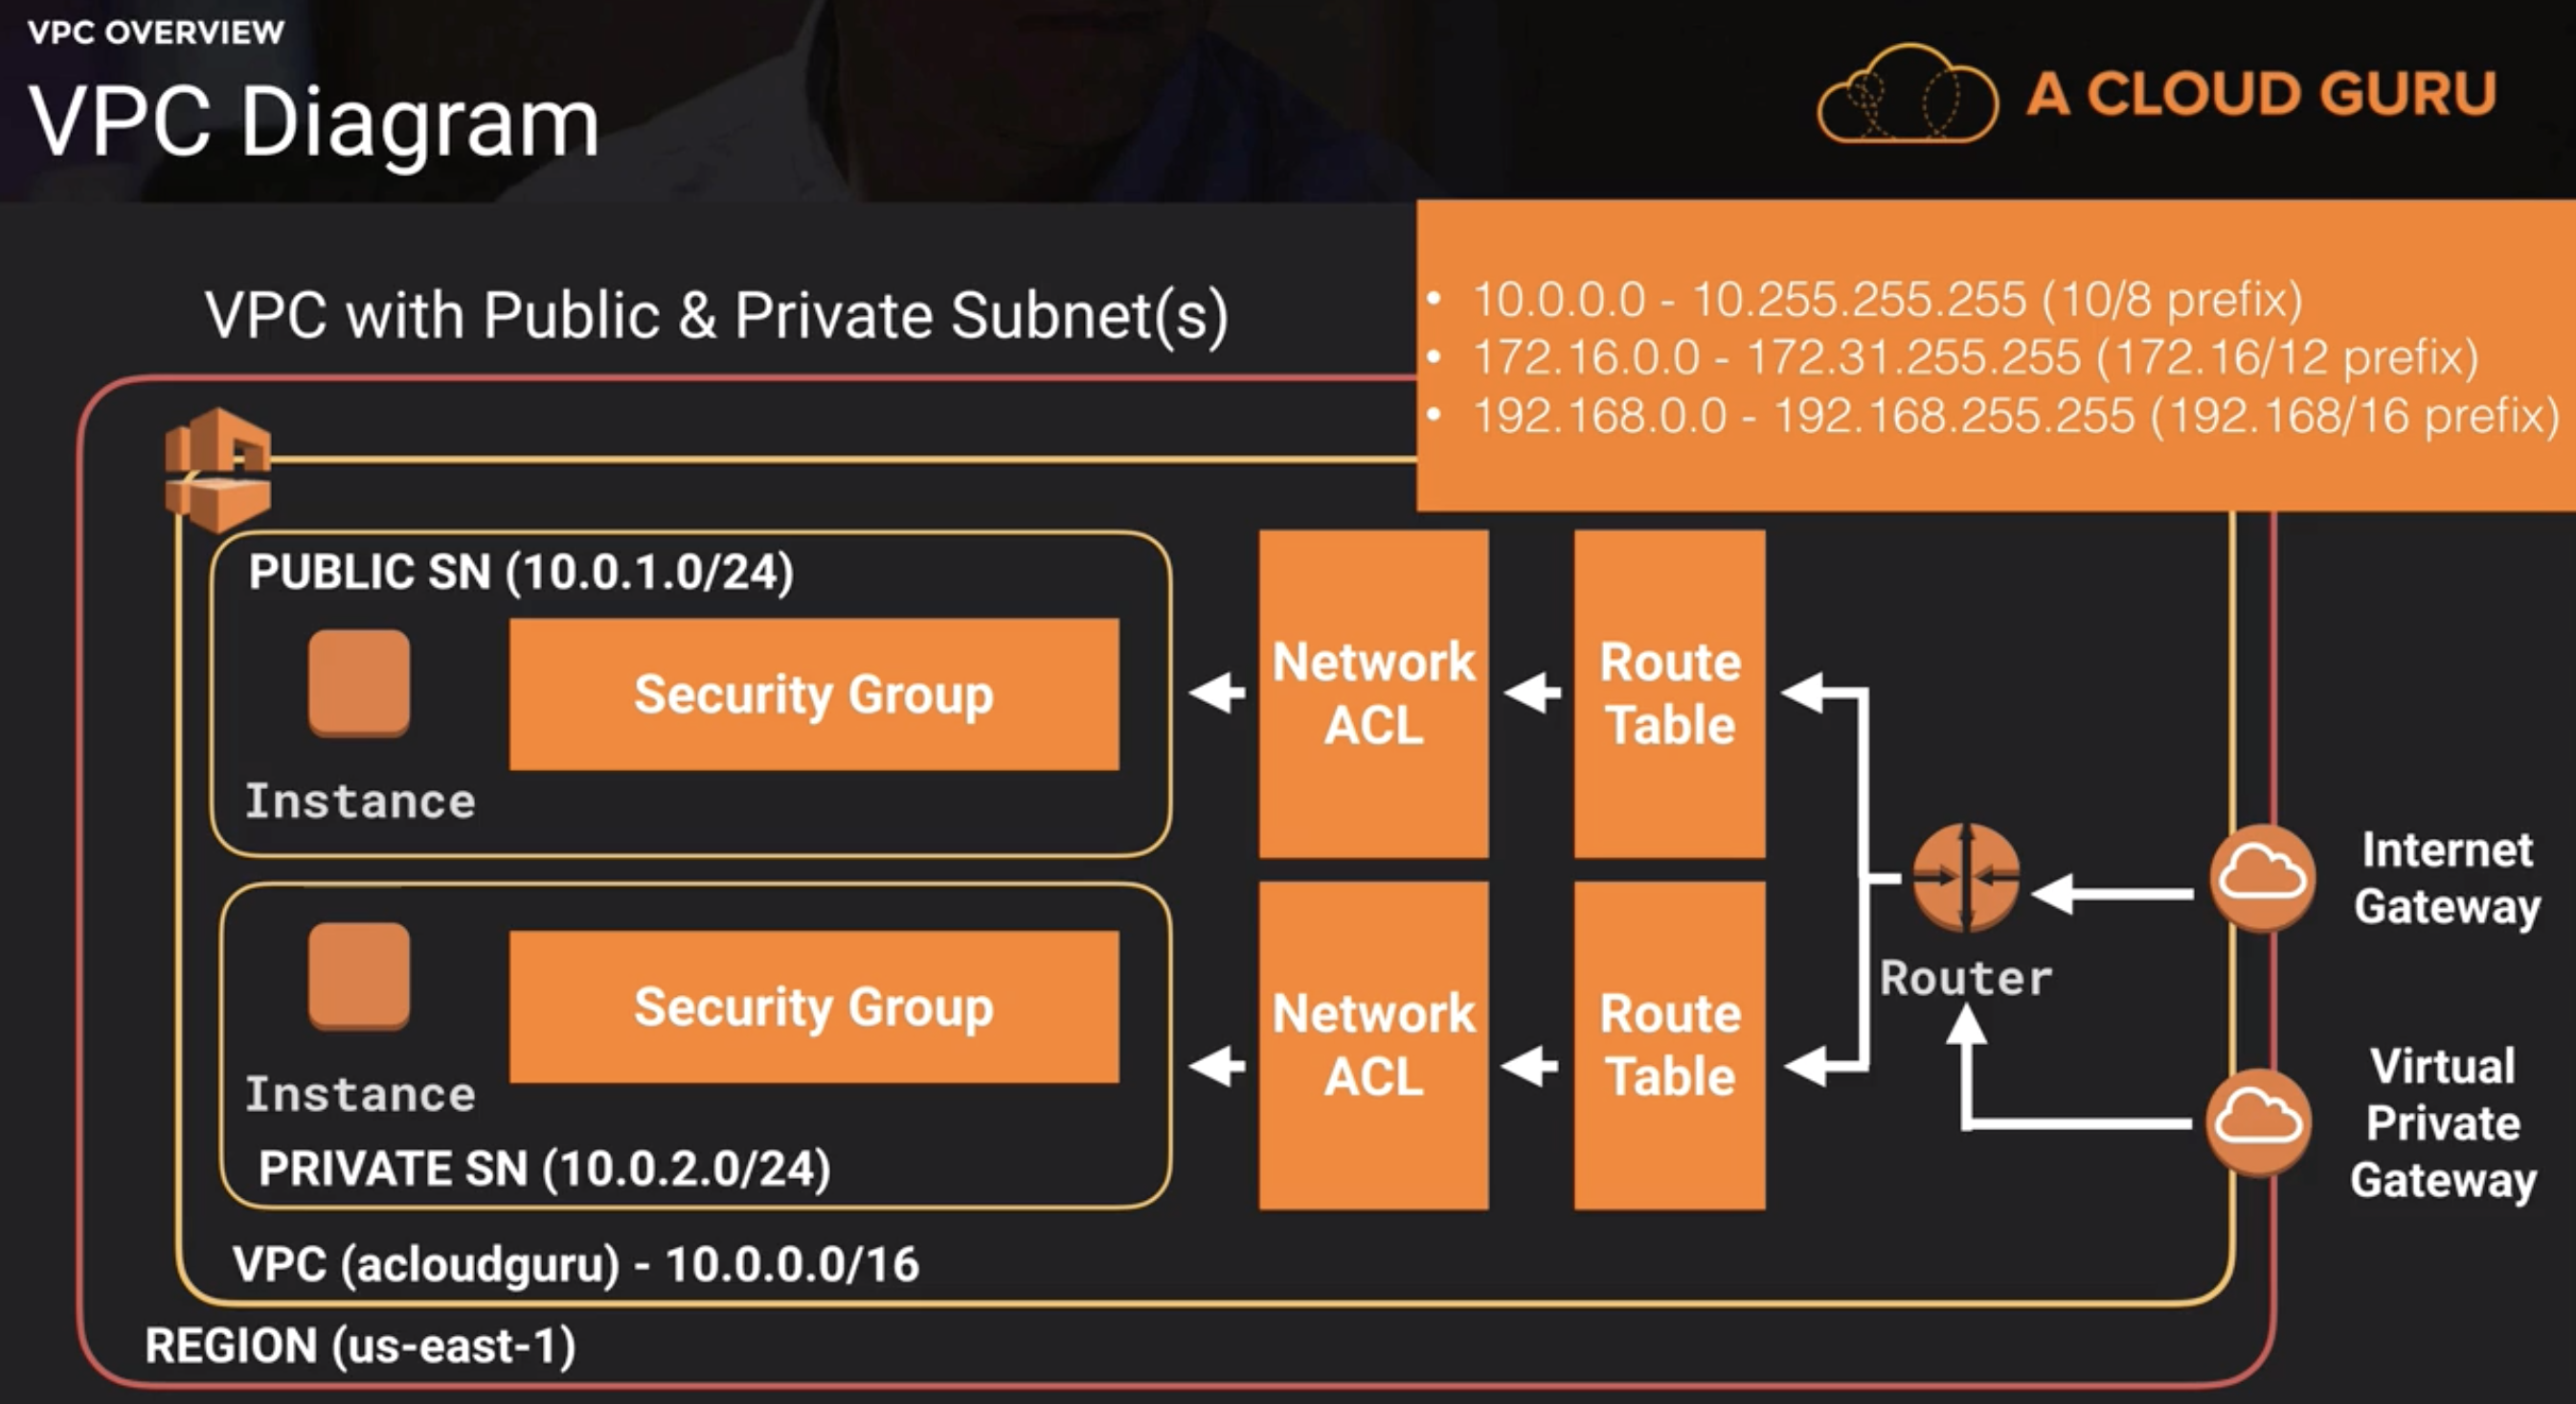 VPC OVERVIEW
VPC Diagram
A CLOUD GURU
VPC with Public & Private Subnet(s)
• 10.0.0.0 - 10.255.255.255 (10/8 prefix)
• 172.16.0.0 - 172.31.255.255 (172.16/12 prefix)
• 192.168.0.0 - 192.168.255.255 (192.168/16 prefix)
PUBLIC SN (10.0.1.0/24)
Instance
Security Group
Network
ACL
Route
Table
Instance
Security Group
PRIVATE SN (10.0.2.0/24)
Network
ACL
Route
Table
Router
Internet
Gateway
Virtual
Private
Gateway
VPC (acloudguru) - 10.0.0.0/16
REGION (us-east-1)